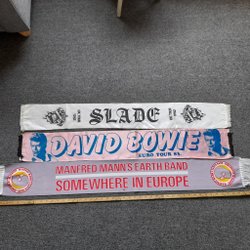 SLADE
DAVID BOWIE
EURO TOUR 83
MANFRED MANN'S EARTH BAND
SOMEWHERE IN EUROPE